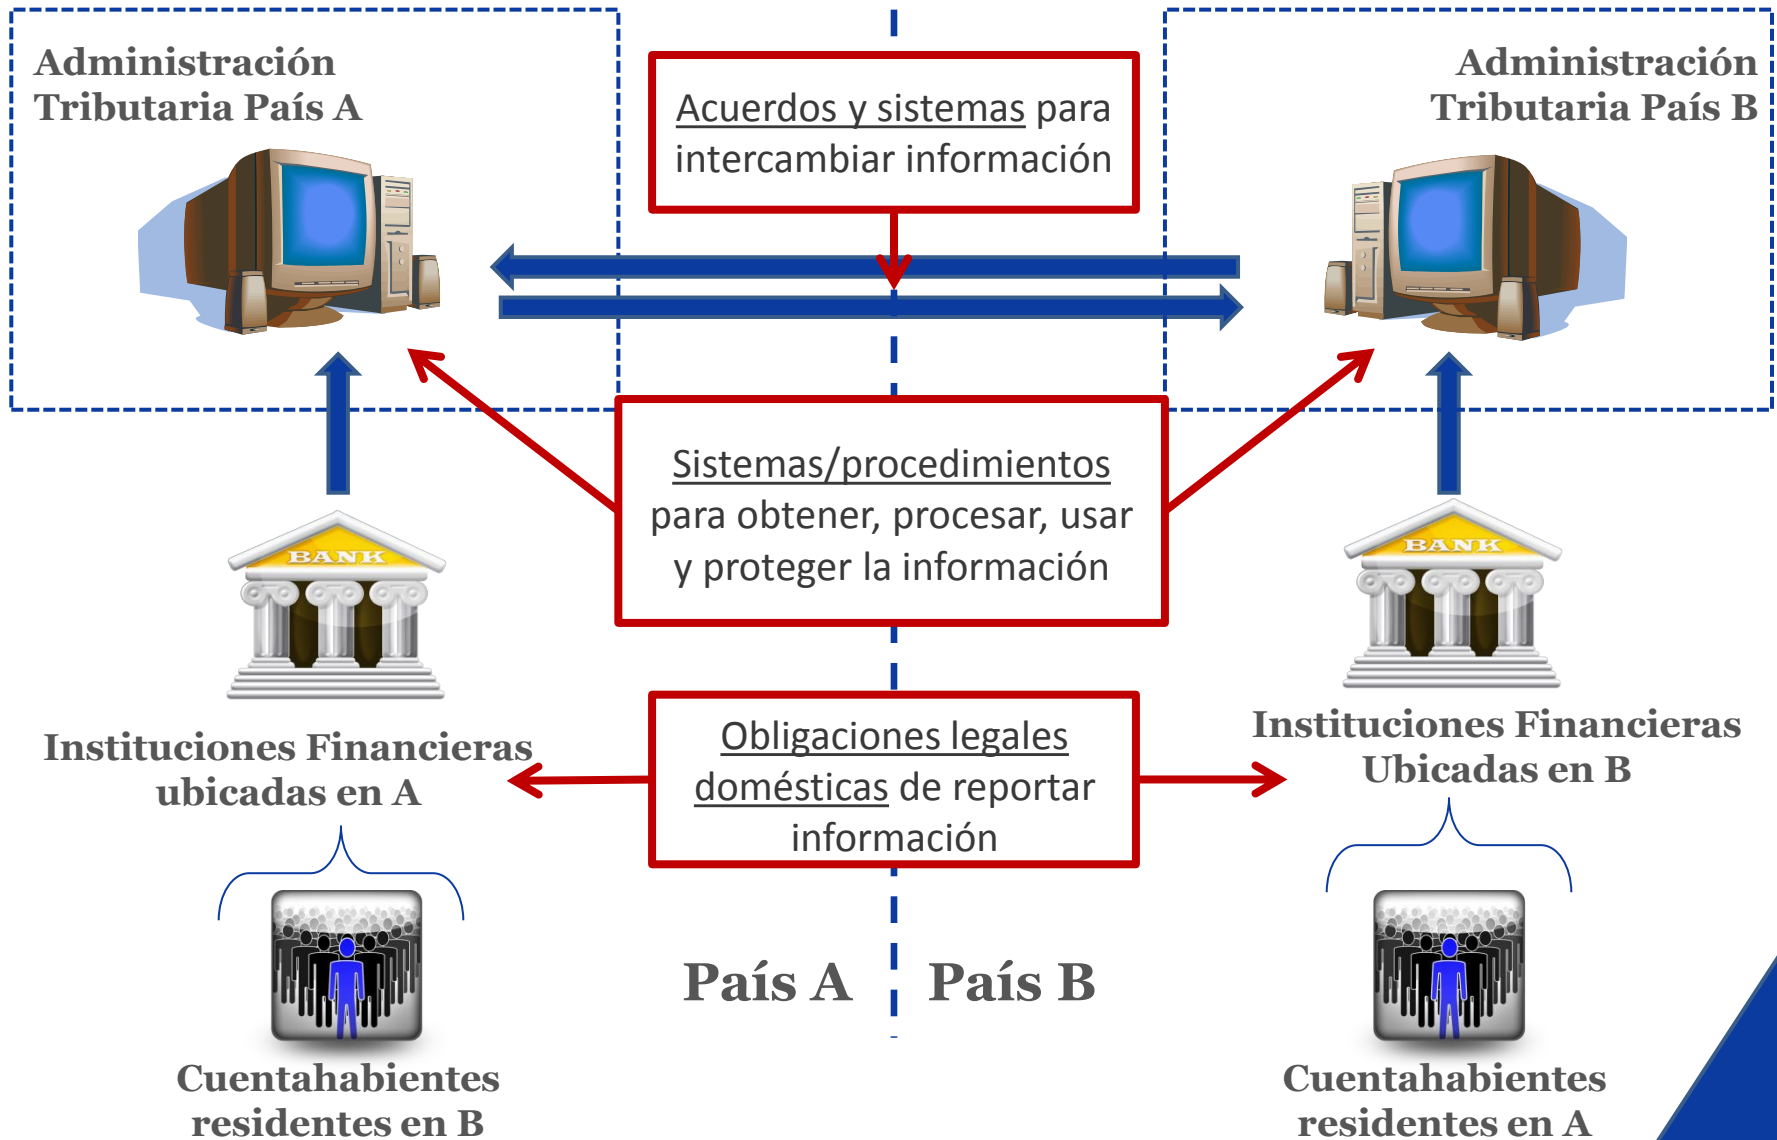 Administración
Tributaria País A
Acuerdos y sistemas para
intercambiar información
Administración
Tributaria País B
Sistemas/procedimientos
para obtener, procesar, usar
y proteger la información
BANK
BANK
Instituciones Financieras
ubicadas en A
Obligaciones legales
domésticas de reportar
información
Instituciones Financieras
Ubicadas en B
País A
País B
Cuentahabientes
residentes en B
Cuentahabientes
residentes en A